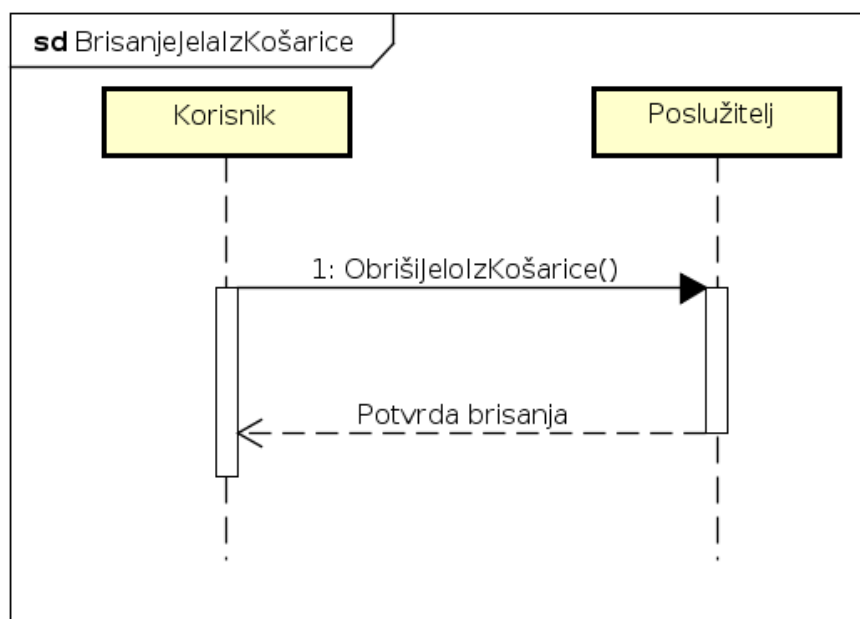 sd BrisanjeJelaIzKošarice
Korisnik
Poslužitelj
1: ObrišiJeloIzKošarice()
Potvrda brisanja